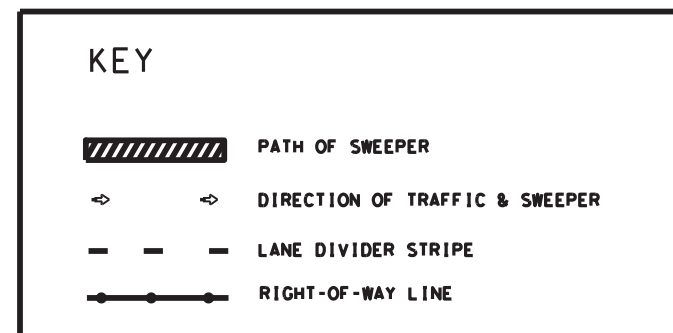 KEY
PATH OF SWEEPER
DIRECTION OF TRAFFIC & SWEEPER
LANE DIVIDER STRIPE
RIGHT-OF-WAY LINE